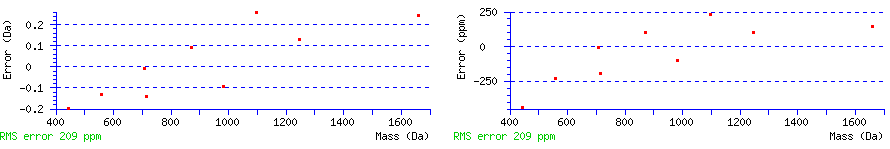 Error (Da)
0.2
0.1
0
-0.1
-0.2
400 600 800 1000 1200 1400 1600
RMS error 209 ppm Mass (Da)
Error (ppm)
250
0
-250
400 600 800 1000 1200 1400 1600
RMS error 209 ppm Mass (Da)